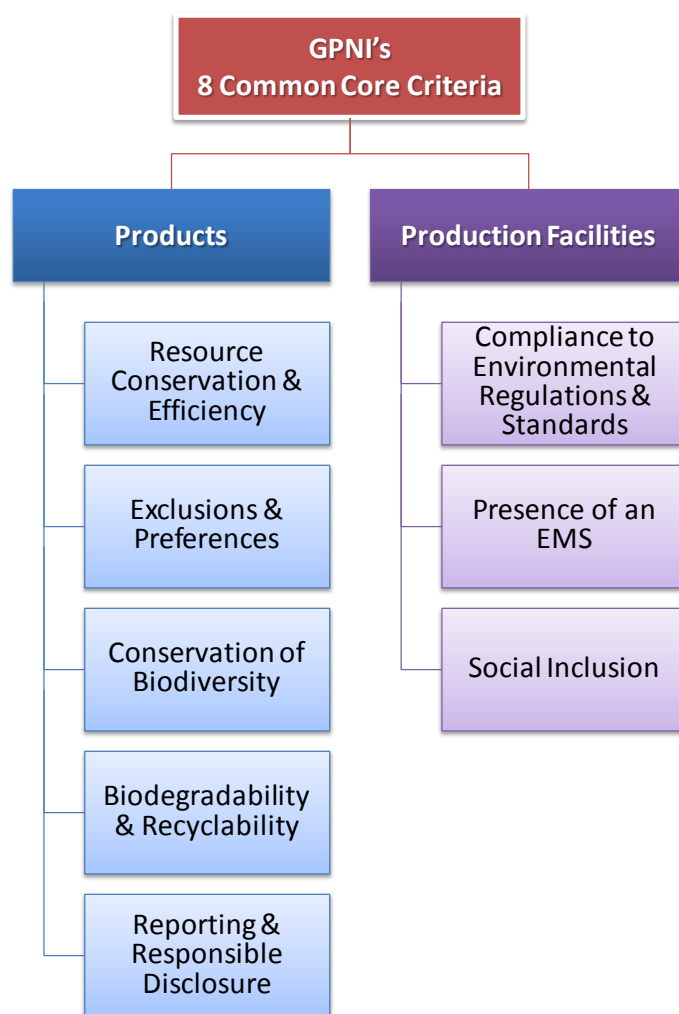 GPNI's
8 Common Core Criteria
Products
Production Facilities
Resource
Conservation &
Efficiency
Exclusions &
Preferences
Conservation of
Biodiversity
Biodegradability
& Recyclability
Reporting &
Responsible
Disclosure
Compliance to
Environmental
Regulations &
Standards
Presence of an
EMS
Social Inclusion